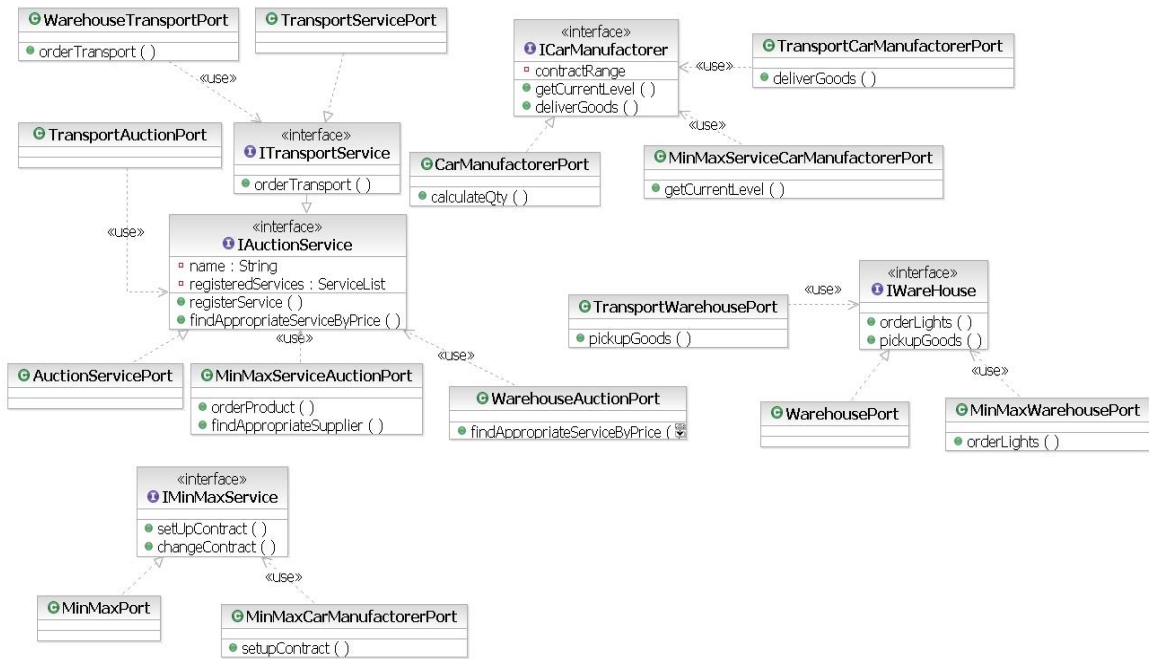 WarehouseTransportPort
orderTransport ( )
TransportServicePort
«use»
«interface»
ICarManufactorer
contractRange
getCurrentLevel ( )
deliverGoods ( )
«use»
TransportCarManufactorerPort
deliverGoods ( )
«use»
TransportAuctionPort
«interface»
ITransportService
orderTransport ( )
CarManufactorerPort
calculateQty ( )
MinMaxServiceCarManufactorerPort
getCurrentLevel ( )
«use»
«interface»
IAuctionService
name : String
registeredServices : ServiceList
registerService ( )
findAppropriateServiceByPrice ( )
«use»
«use»
TransportWarehousePort
pickupGoods ( )
«use»
«interface»
IWareHouse
orderLights ( )
pickupGoods ( )
«use»
AuctionServicePort
MinMaxServiceAuctionPort
orderProduct ( )
findAppropriateSupplier ( )
WarehouseAuctionPort
findAppropriateServiceByPrice (
WarehousePort
MinMaxWarehousePort
orderLights ( )
«interface»
IMinMaxService
setUpContract ( )
changeContract ( )
«use»
MinMaxPort
MinMaxCarManufactorerPort
setupContract ( )